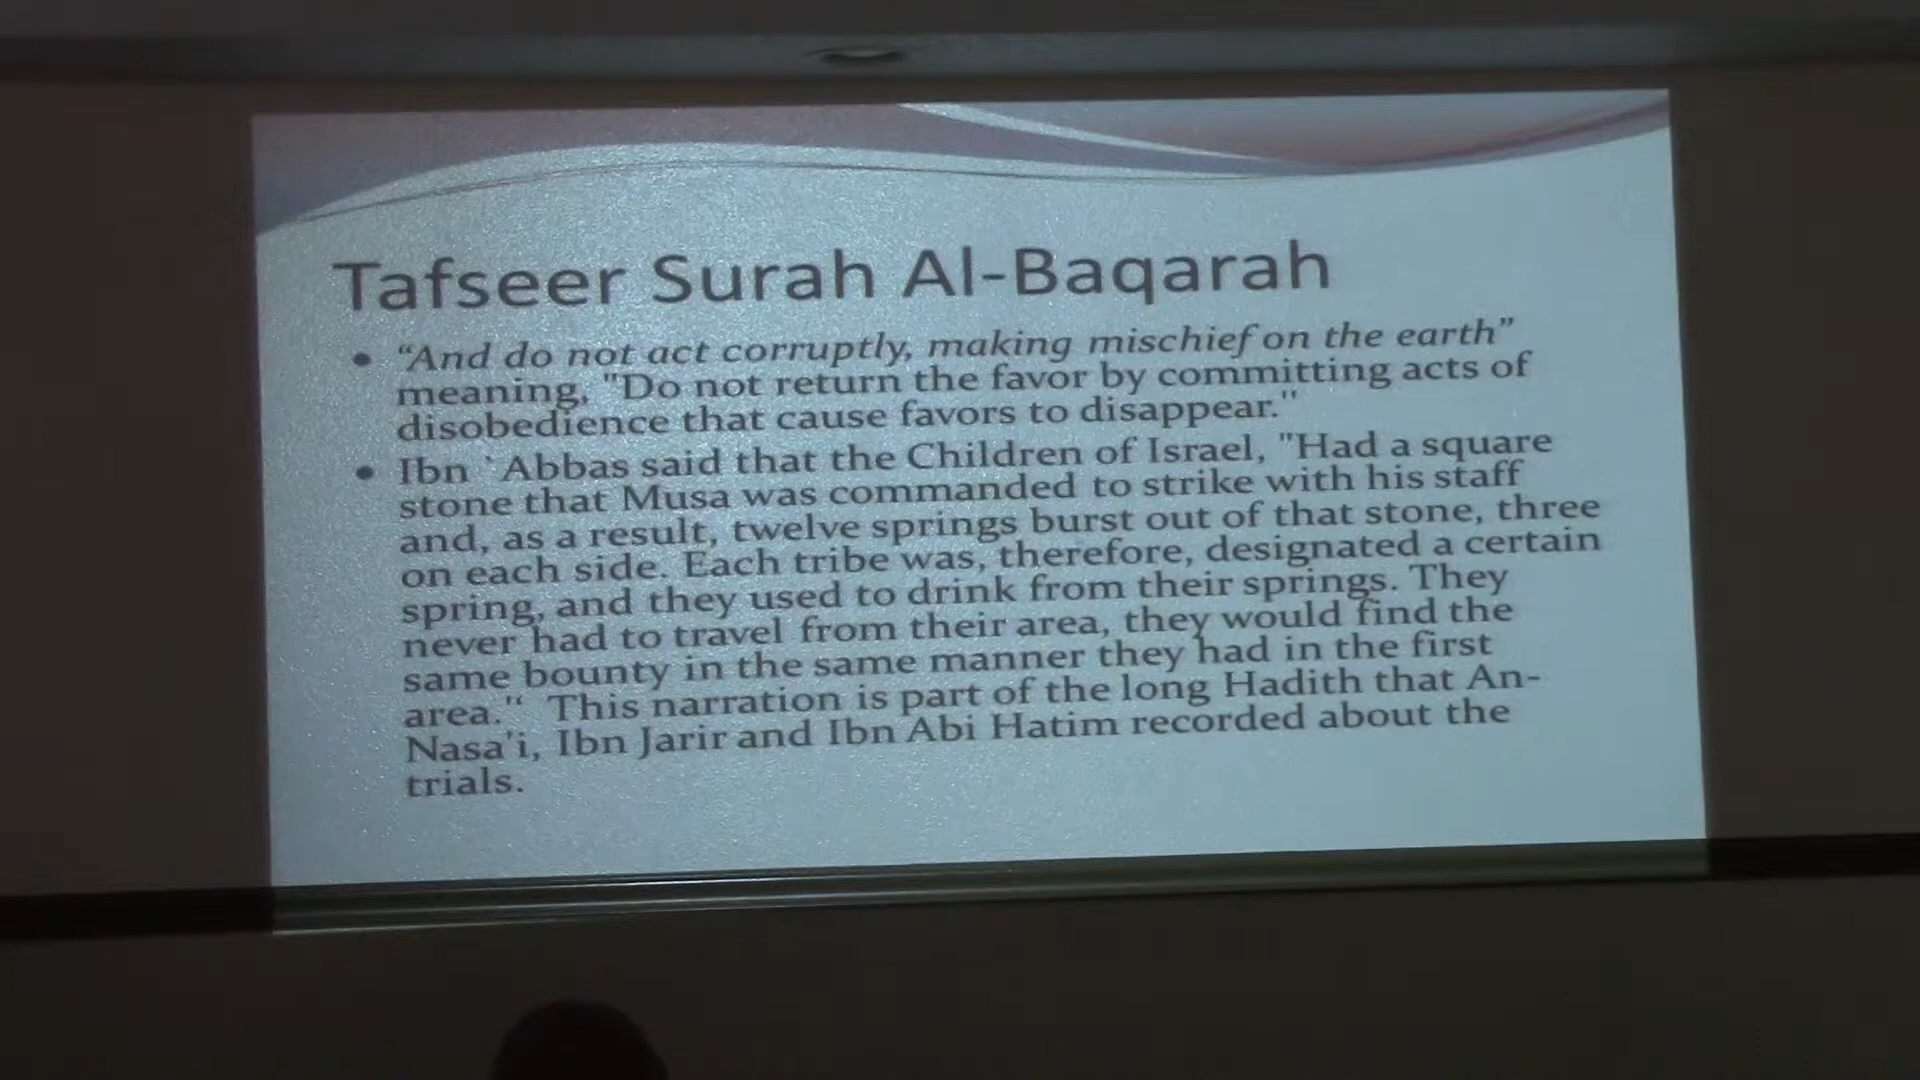 Tafseer Surah Al-Baqarah
• “And do not act corruptly, making mischief on the earth”
meaning, "Do not return the favor by committing acts of
disobedience that cause favors to disappear."
• Ibn `Abbas said that the Children of Israel, "Had a square
stone that Musa was commanded to strike with his staff
and, as a result, twelve springs burst out of that stone, three
on each side. Each tribe was, therefore, designated a certain
spring, and they used to drink from their springs. They
never had to travel from their area, they would find the
same bounty in the same manner they had in the first
area."“ This narration is part of the long Hadith that An-
Nasa'i, Ibn Jarir and Ibn Abi Hatim recorded about the
trials.